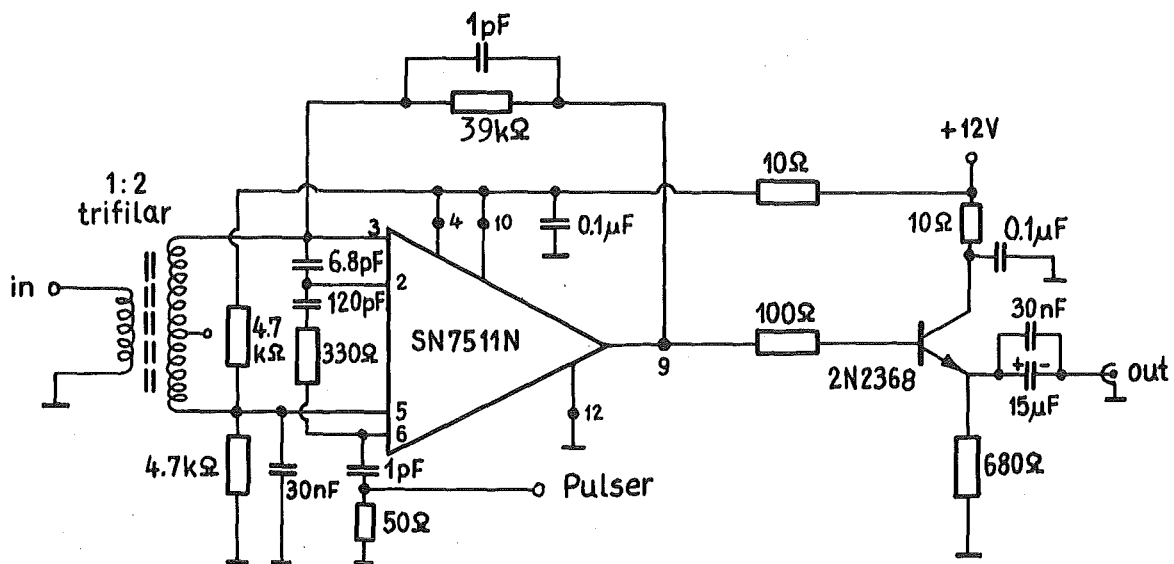 1pF
39kΩ
+12V
10Ω
1:2
trifilar
4
10
0.1µF
10Ω
0.1µF
3
6.8pF
in
2
120pF
4.7
kΩ
330Ω
SN7511N
100Ω
30nF
9
2N2368
+ -
out
15µF
5
12
6
4.7kΩ
30nF
1pF
Pulser
680Ω
50Ω